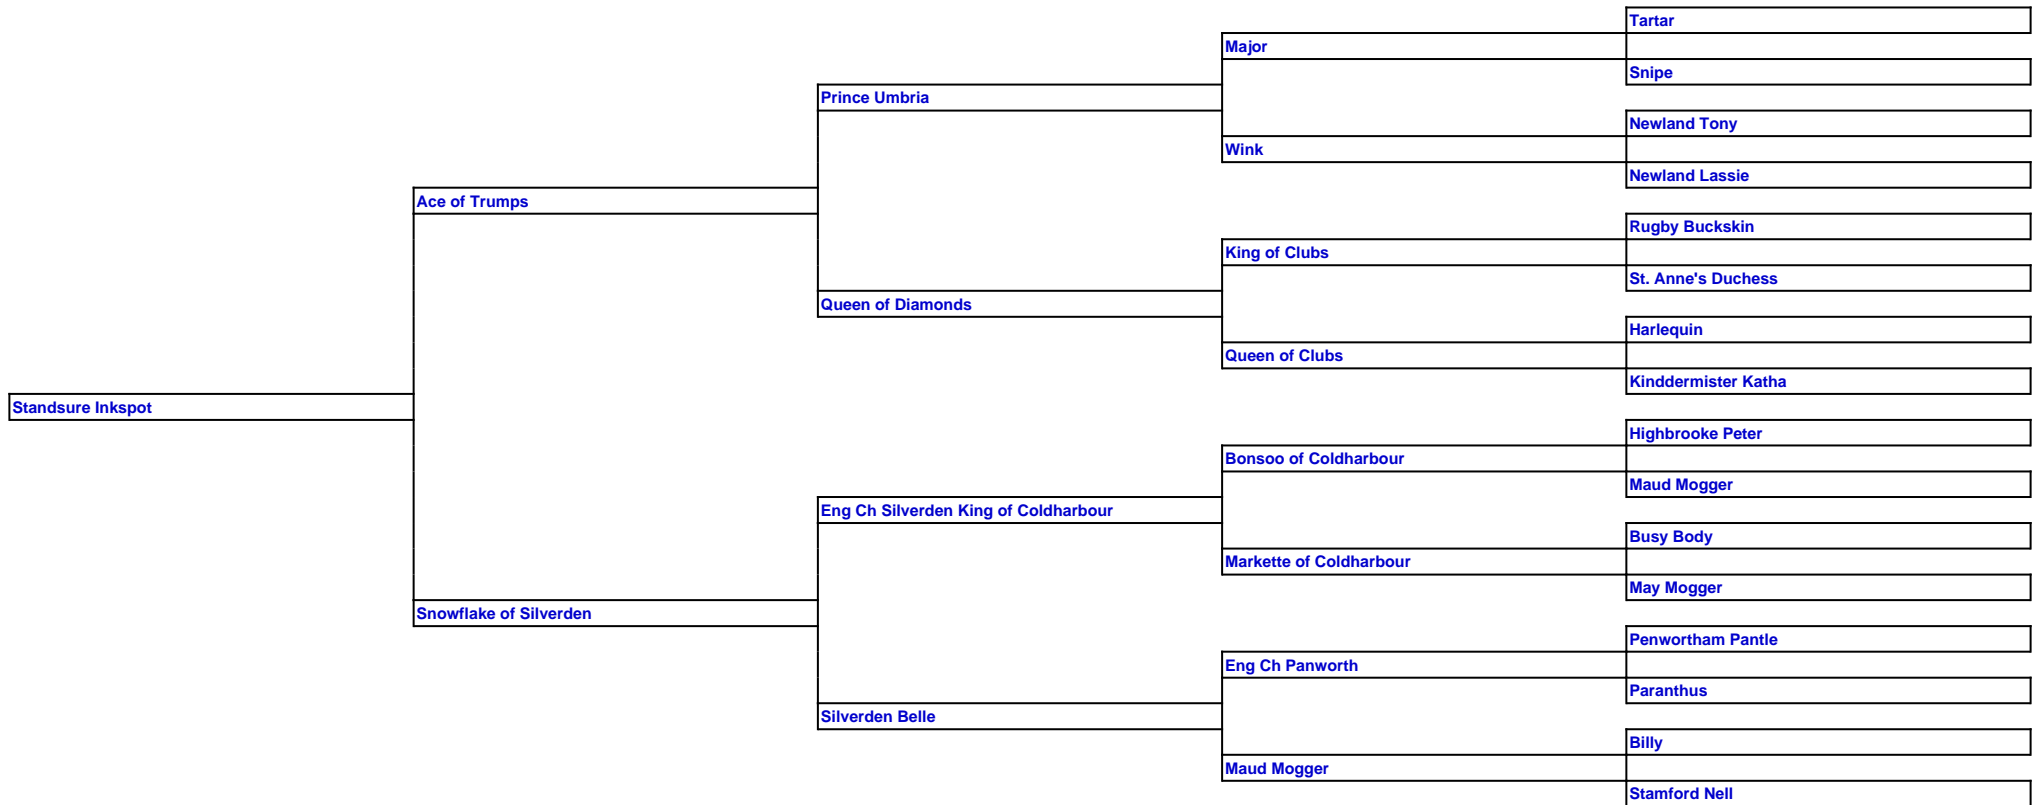 Tartar
Major
Snipe
Prince Umbria
Newland Tony
Wink
Newland Lassie
Ace of Trumps
Rugby Buckskin
King of Clubs
St. Anne's Duchess
Queen of Diamonds
Harlequin
Queen of Clubs
Kinddermister Katha
Standsure Inkspot
Highbrooke Peter
Bonsoo of Coldharbour
Maud Mogger
Eng Ch Silverden King of Coldharbour
Busy Body
Markette of Coldharbour
May Mogger
Snowflake of Silverden
Penwortham Pantle
Eng Ch Panworth
Paranthus
Silverden Belle
Billy
Maud Mogger
Stamford Nell